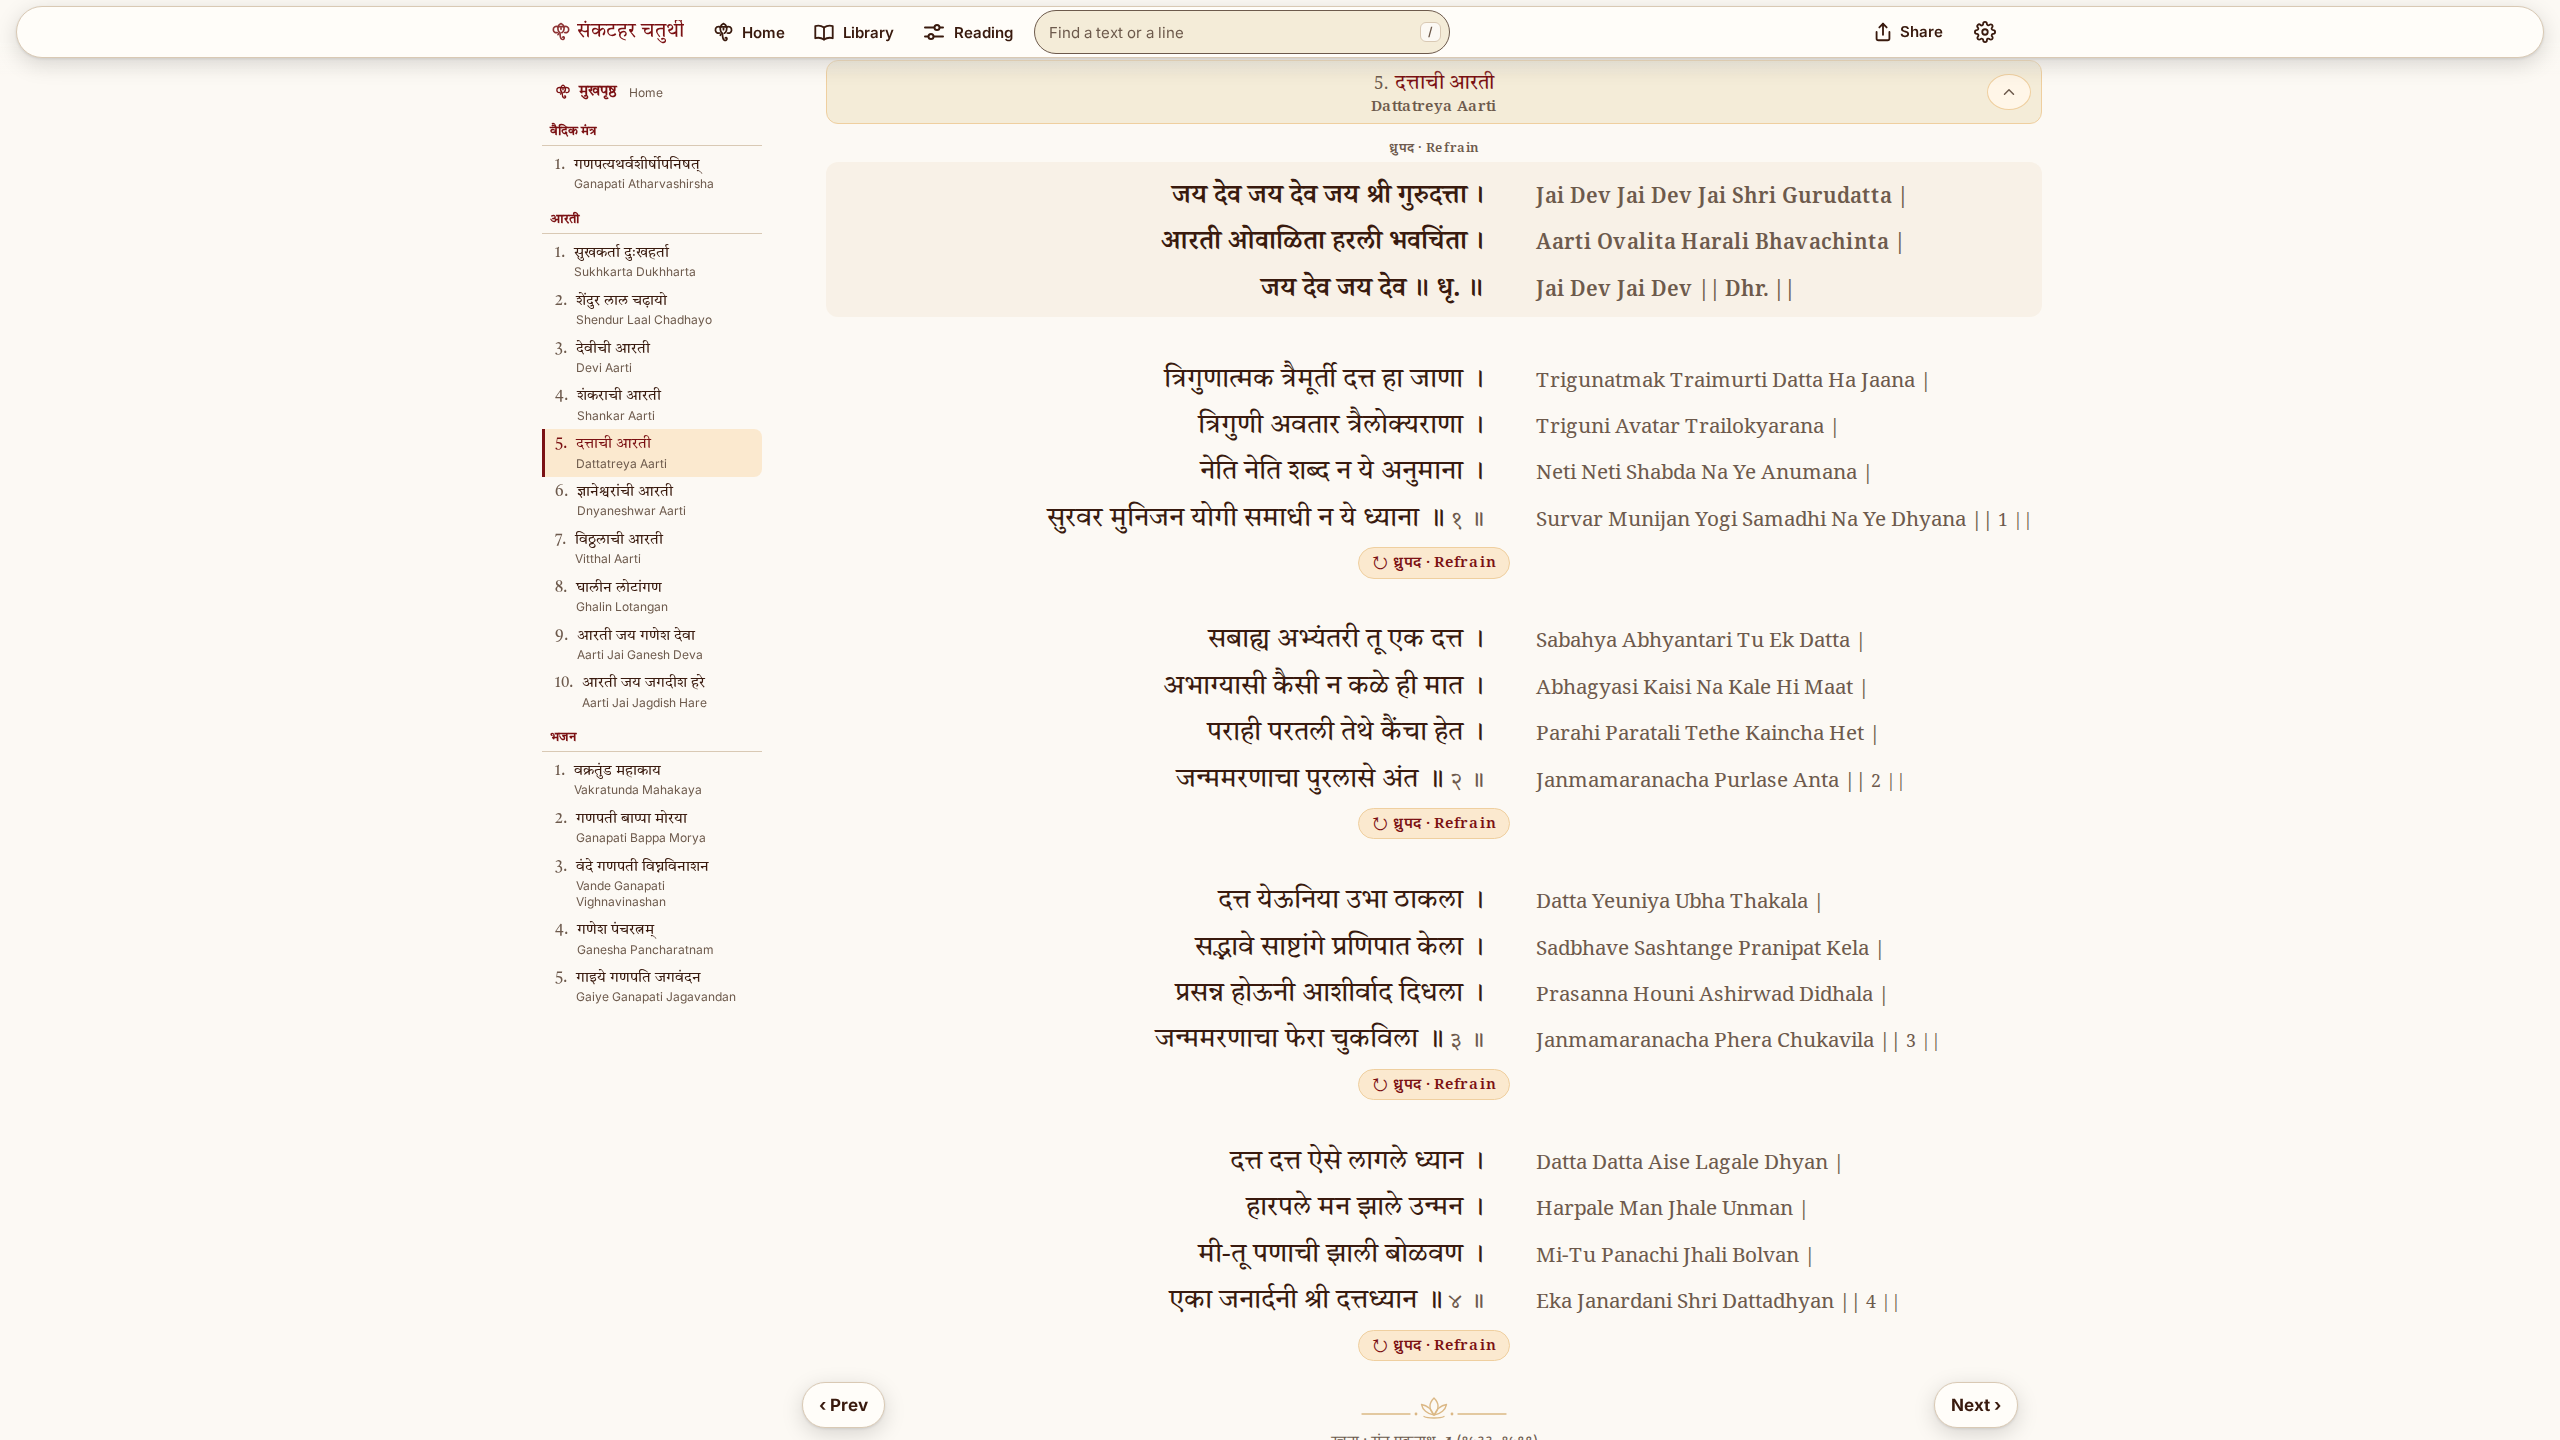 संकटहर चतुर्थी Home Library Reading Find a text or a line / Share
मुखपृष्ठ Home
वैदिक मंत्र
1. गणपत्यथर्वशीर्षोपनिषत्
Ganapati Atharvashirsha
आरती
1. सुखकर्ता दुःखहर्ता
Sukhkarta Dukhharta
2. शेंदुर लाल चढ़ायो
Shendur Laal Chadhayo
3. देवीची आरती
Devi Aarti
4. शंकराची आरती
Shankar Aarti
5. दत्ताची आरती
Dattatreya Aarti
6. ज्ञानेश्वरांची आरती
Dnyaneshwar Aarti
7. विठ्ठलाची आरती
Vitthal Aarti
8. घालीन लोटांगण
Ghalin Lotangan
9. आरती जय गणेश देवा
Aarti Jai Ganesh Deva
10. आरती जय जगदीश हरे
Aarti Jai Jagdish Hare
भजन
1. वक्रतुंड महाकाय
Vakratunda Mahakaya
2. गणपती बाप्पा मोरया
Ganapati Bappa Morya
3. वंदे गणपती विघ्नविनाशन
Vande Ganapati
Vighnavinashan
4. गणेश पंचरत्नम्
Ganesha Pancharatnam
5. गाइये गणपति जगवंदन
Gaiye Ganapati Jagavandan
5. दत्ताची आरती
Dattatreya Aarti
ध्रुपद · Refrain
जय देव जय देव जय श्री गुरुदत्ता । Jai Dev Jai Dev Jai Shri Gurudatta |
आरती ओवाळिता हरली भवचिंता । Aarti Ovalita Harali Bhavachinta |
जय देव जय देव ॥ धृ. ॥ Jai Dev Jai Dev || Dhr. ||
त्रिगुणात्मक त्रैमूर्ती दत्त हा जाणा । Trigunatmak Traimurti Datta Ha Jaana |
त्रिगुणी अवतार त्रैलोक्यराणा । Triguni Avatar Trailokyarana |
नेति नेति शब्द न ये अनुमाना । Neti Neti Shabda Na Ye Anumana |
सुरवर मुनिजन योगी समाधी न ये ध्याना ॥ १ ॥ Survar Munijan Yogi Samadhi Na Ye Dhyana || 1 ||
ध्रुपद · Refrain
सबाह्य अभ्यंतरी तू एक दत्त । Sabahya Abhyantari Tu Ek Datta |
अभाग्यासी कैसी न कळे ही मात । Abhagyasi Kaisi Na Kale Hi Maat |
पराही परतली तेथे कैंचा हेत । Parahi Paratali Tethe Kaincha Het |
जन्ममरणाचा पुरलासे अंत ॥ २ ॥ Janmamaranacha Purlase Anta || 2 ||
ध्रुपद · Refrain
दत्त येऊनिया उभा ठाकला । Datta Yeuniya Ubha Thakala |
सद्भावे साष्टांगे प्रणिपात केला । Sadbhave Sashtange Pranipat Kela |
प्रसन्न होऊनी आशीर्वाद दिधला । Prasanna Houni Ashirwad Didhala |
जन्ममरणाचा फेरा चुकविला ॥ ३ ॥ Janmamaranacha Phera Chukavila || 3 ||
ध्रुपद · Refrain
दत्त दत्त ऐसे लागले ध्यान । Datta Datta Aise Lagale Dhyan |
हारपले मन झाले उन्मन । Harpale Man Jhale Unman |
मी-तू पणाची झाली बोळवण । Mi-Tu Panachi Jhali Bolvan |
एका जनार्दनी श्री दत्तध्यान ॥ ४ ॥ Eka Janardani Shri Dattadhyan || 4 ||
ध्रुपद · Refrain
‹ Prev Next ›